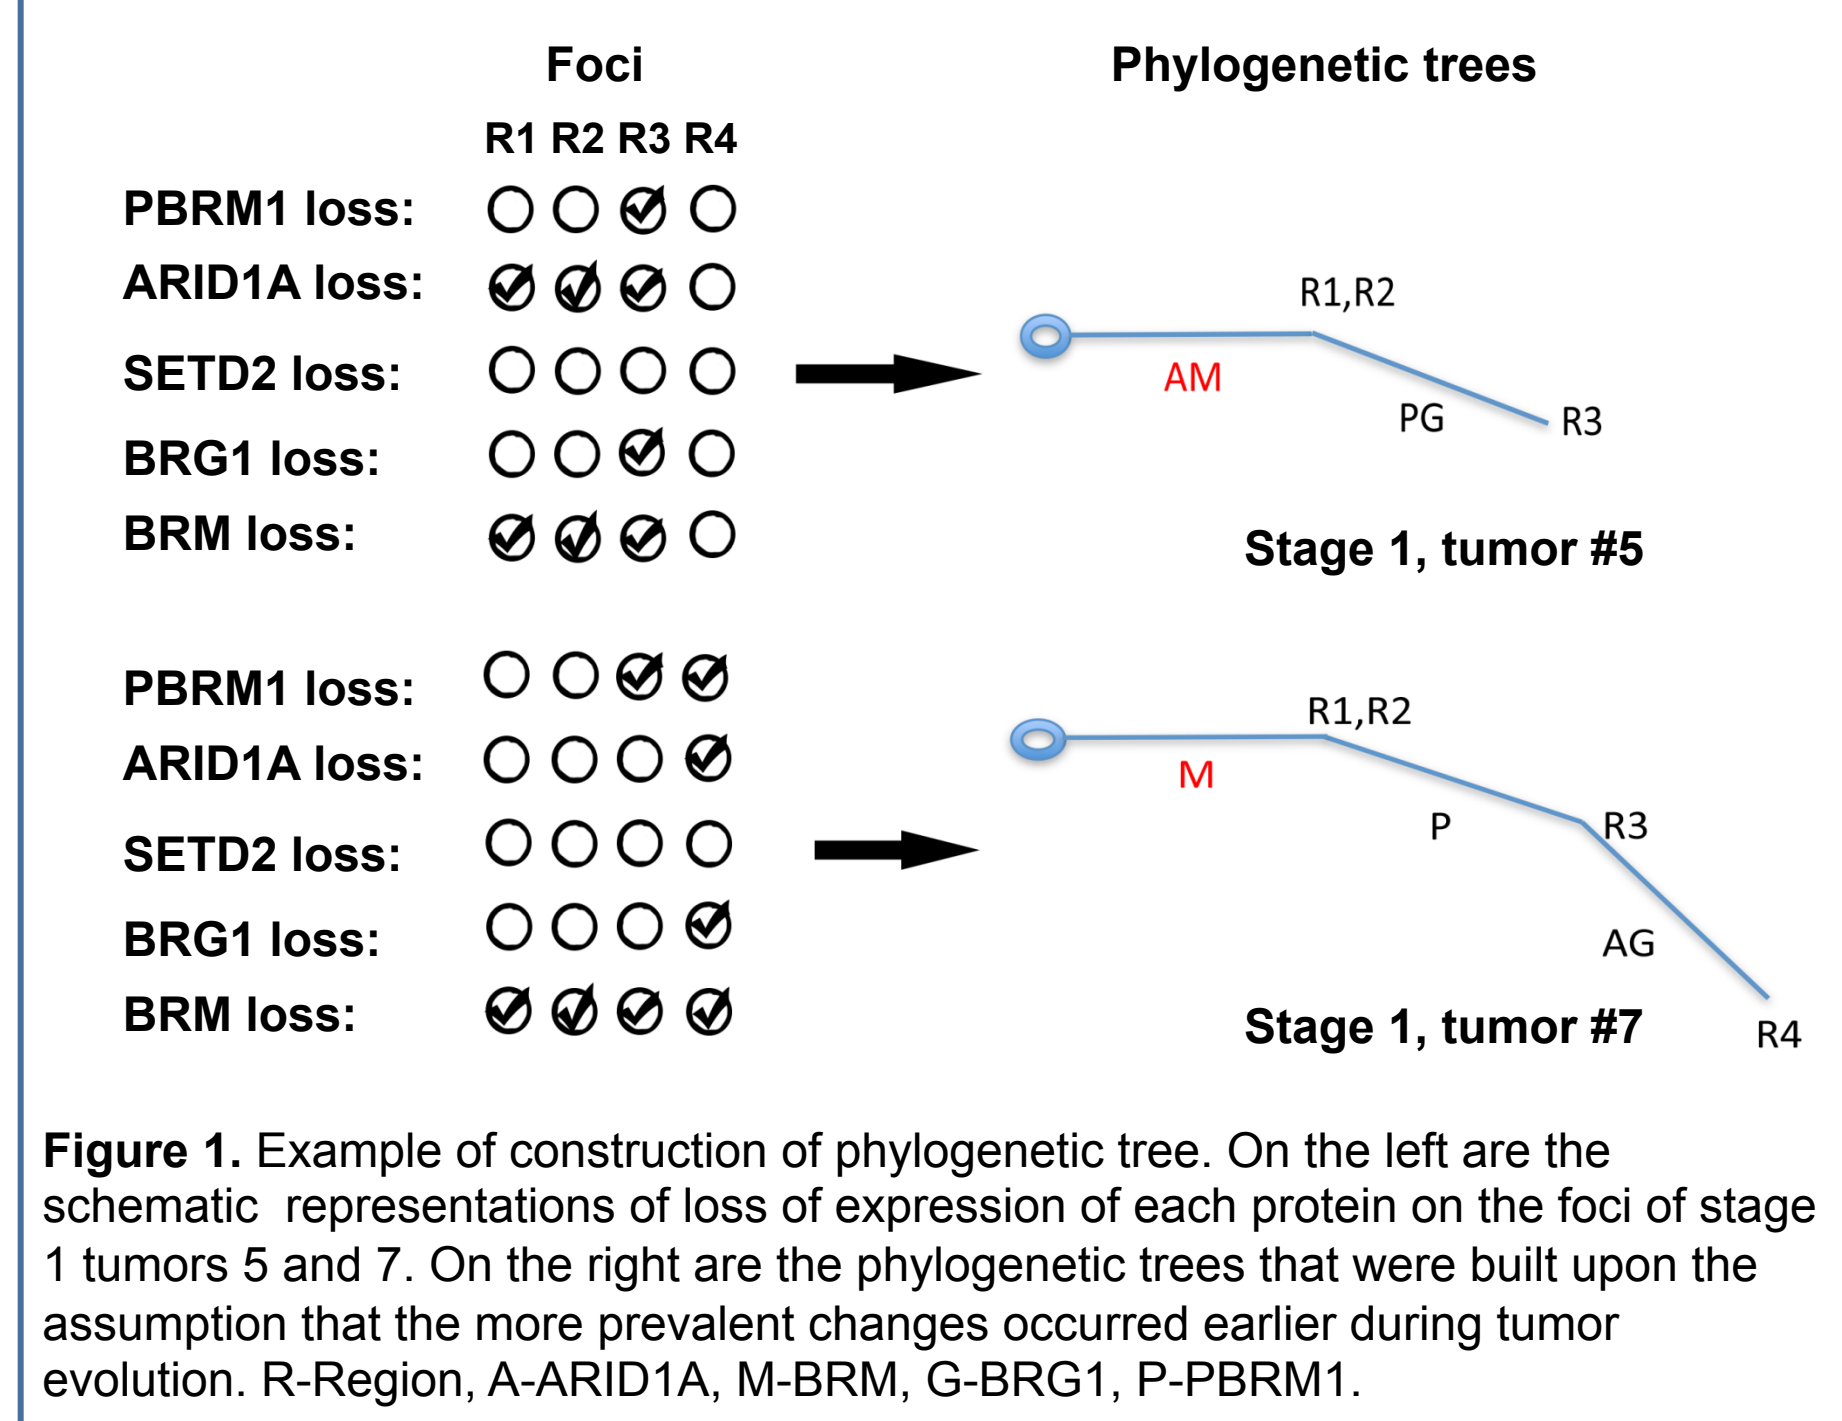 Foci
Phylogenetic trees
R1 R2 R3 R4
PBRM1 loss:
ARID1A loss:
SETD2 loss:
BRG1 loss:
BRM loss:
R1,R2
AM
PG
R3
Stage 1, tumor #5
PBRM1 loss:
ARID1A loss:
SETD2 loss:
BRG1 loss:
BRM loss:
R1,R2
M
P
R3
AG
R4
Stage 1, tumor #7
Figure 1. Example of construction of phylogenetic tree. On the left are the
schematic representations of loss of expression of each protein on the foci of stage
1 tumors 5 and 7. On the right are the phylogenetic trees that were built upon the
assumption that the more prevalent changes occurred earlier during tumor
evolution. R-Region, A-ARID1A, M-BRM, G-BRG1, P-PBRM1.